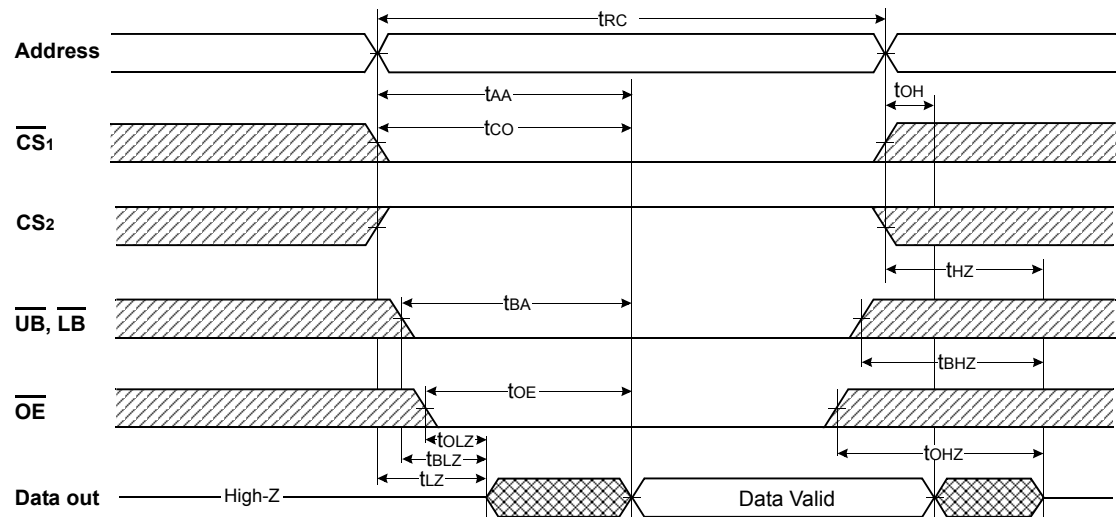 tRC
Address
tOH
tAA
tCO
CS1
CS2
tHZ
tBA
UB, LB
tBHZ
tOE
OE
tOLZ
tBLZ
tOHZ
tLZ
Data out
High-Z
Data Valid